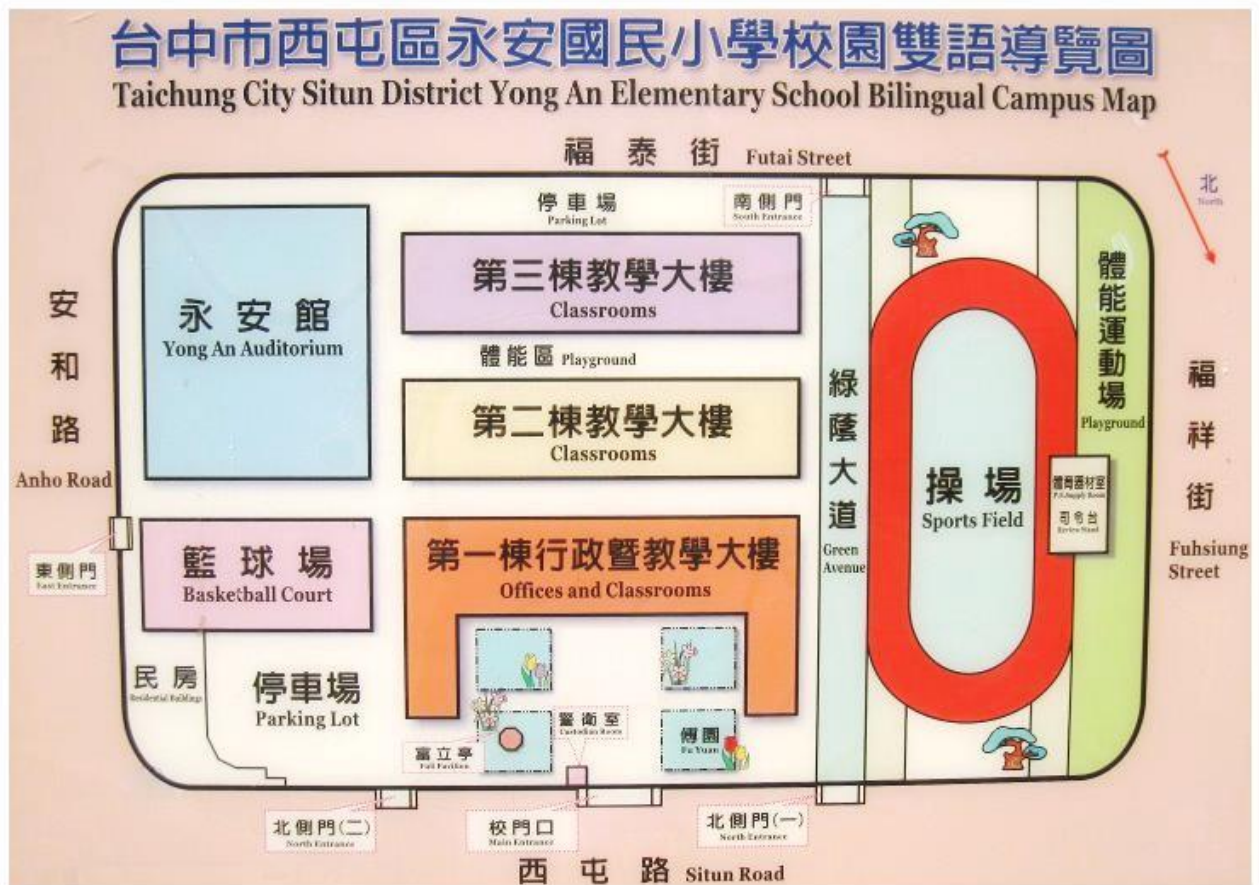 台中市西屯區永安國民小學校園雙語導覽圖
Taichung City Situn District Yong An Elementary School Bilingual Campus Map
福泰街 Futai Street
北
North
停車場
Parking Lot
南側門
South Entrance
第三棟教學大樓
Classrooms
永安館
Yong An Auditorium
體能區 Playground
第二棟教學大樓
Classrooms
安和路
Anho Road
綠蔭大道
Green
Avenue
操場
Sports Field
體能運動場
Playground
體育器材室
P.E.Supply Room
司令台
Review Stand
福祥街
Fuhsiung
Street
東側門
East Entrance
籃球場
Basketball Court
第一棟行政暨教學大樓
Offices and Classrooms
民房
Residential Buildings
停車場
Parking Lot
富立亭
Fuli Pavilion
警衛室
Custodian Room
傅園
Fu Yuan
北側門(二)
North Entrance
校門口
Main Entrance
北側門(一)
North Entrance
西屯路 Situn Road